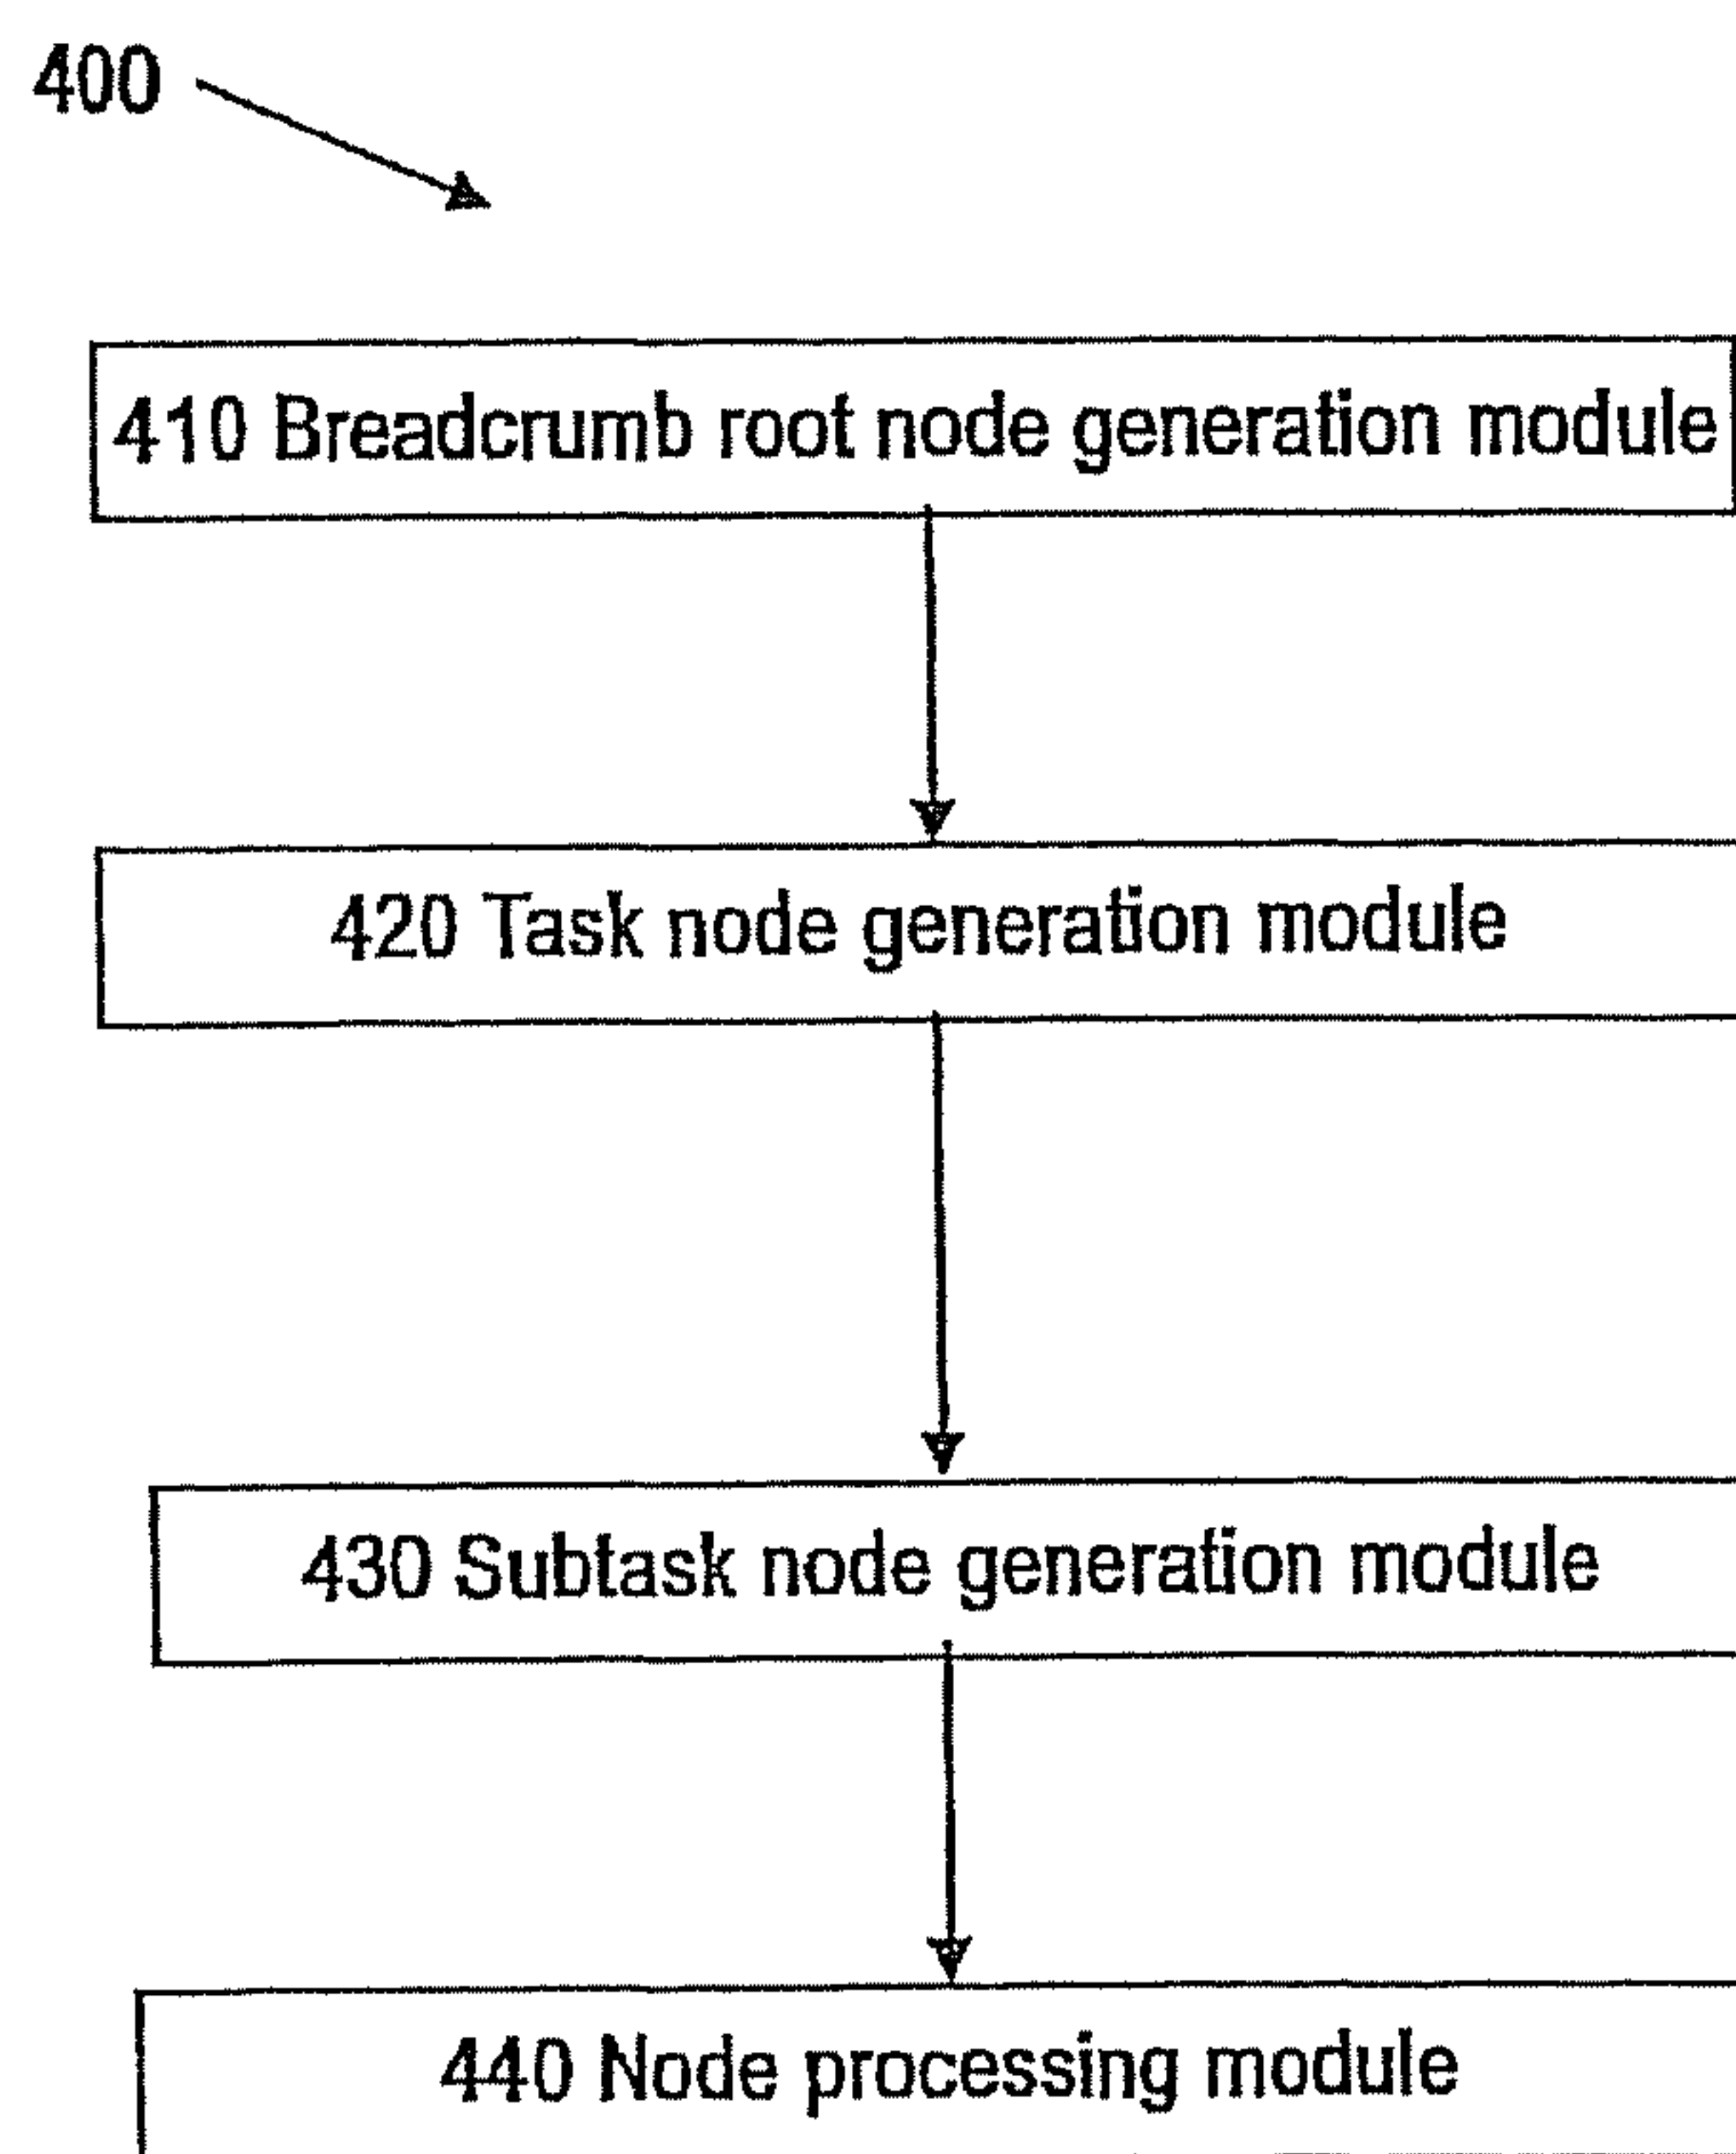 400
410 Breadcrumb root node generation module
420 Task node generation module
430 Subtask node generation module
440 Node processing module